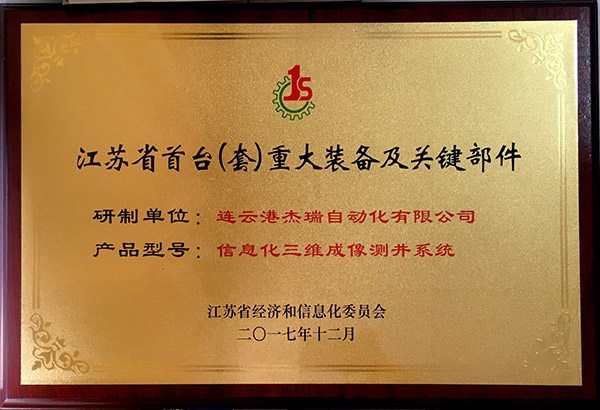 1S
江苏省首台(套)重大装备及关键部件
研制单位：连云港杰瑞自动化有限公司
产品型号：信息化三维成像测井系统
江苏省经济和信息化委员会
二〇一七年十二月